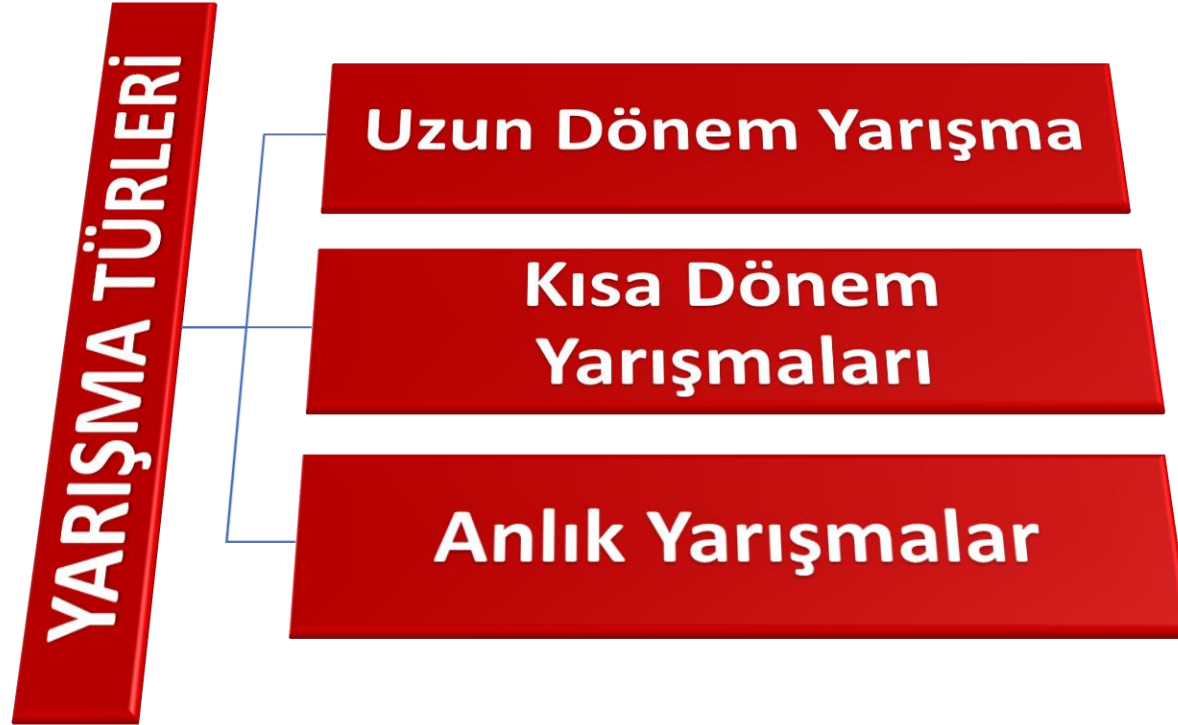 YARIŞMA TÜRLERİ
Uzun Dönem Yarışma
Kısa Dönem
Yarışmaları
Anlık Yarışmalar